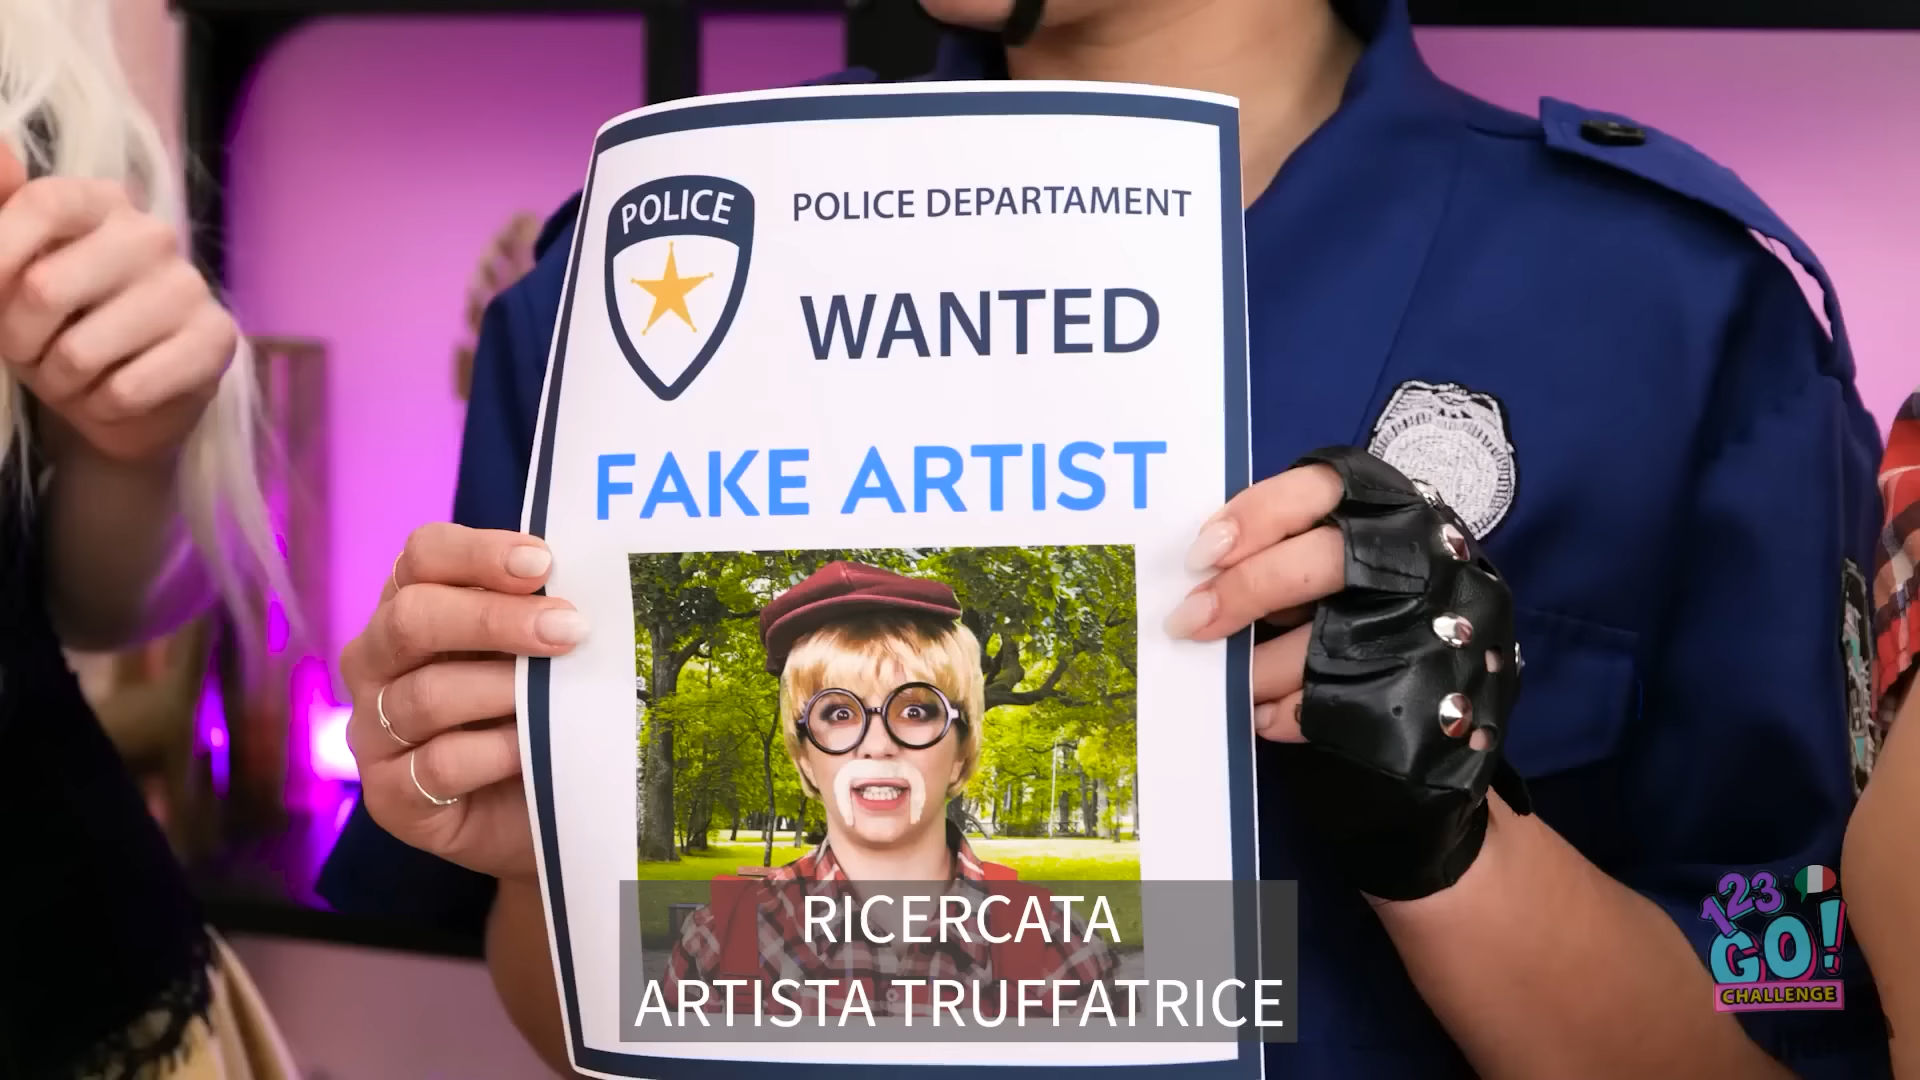 POLICE
POLICE DEPARTAMENT
WANTED
FAKE ARTIST
RICERCATA
ARTISTA TRUFFATRICE
123
GO!
CHALLENGE